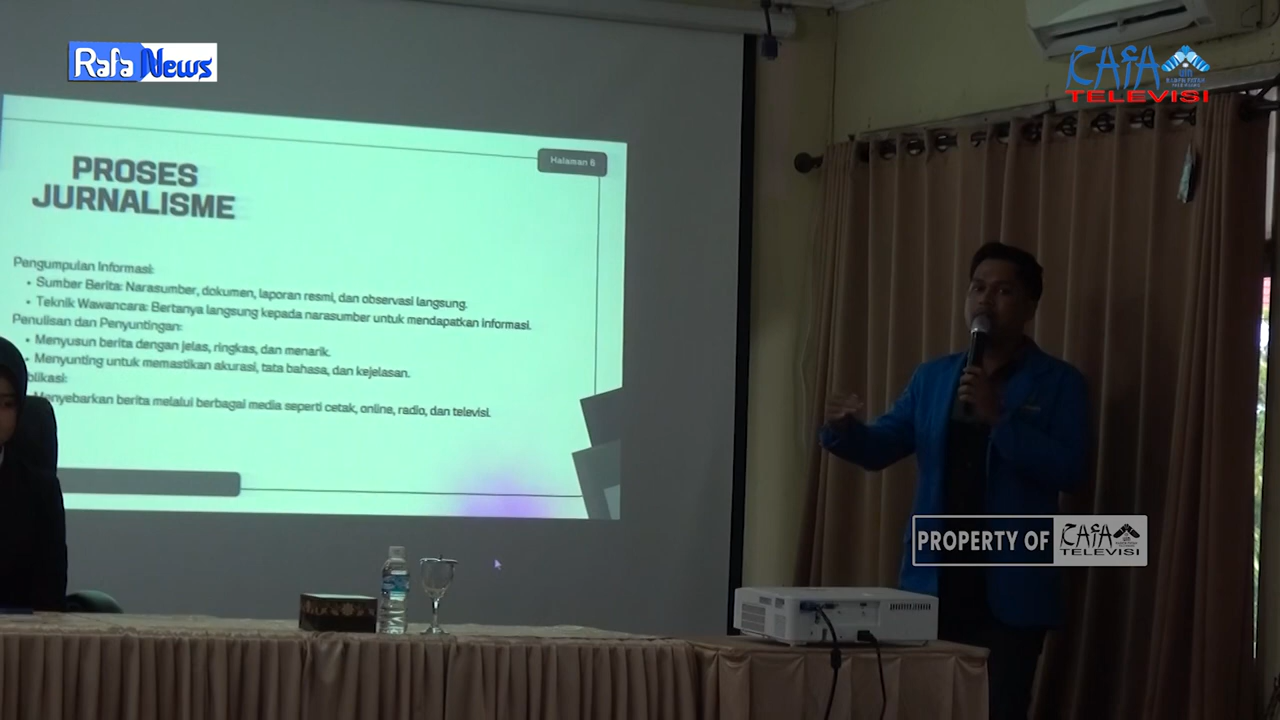 Rafa News
RAFA
TELEVISI
Halaman 6
PROSES
JURNALISME
Pengumpulan Informasi:
• Sumber Berita: Narasumber, dokumen, laporan resmi, dan observasi langsung.
• Teknik Wawancara: Bertanya langsung kepada narasumber untuk mendapatkan informasi.
Penulisan dan Penyuntingan:
• Menyusun berita dengan jelas, ringkas, dan menarik.
• Menyunting untuk memastikan akurasi, tata bahasa, dan kejelasan.
blikasi:
Menyebarkan berita melalui berbagai media seperti cetak, online, radio, dan televisi.
PROPERTY OF RAFA
TELEVISI